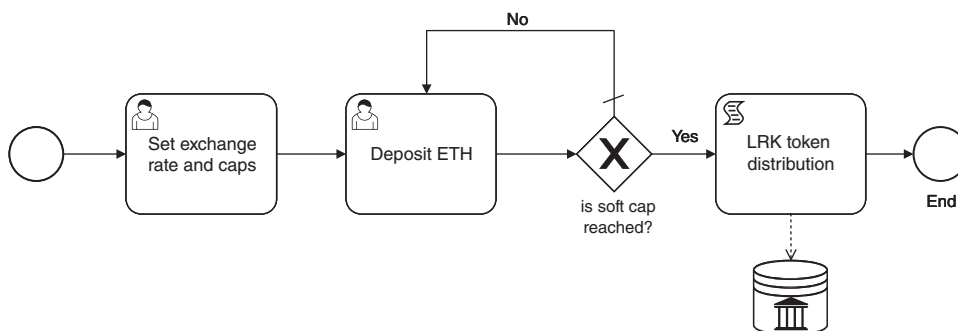 No
Set exchange
rate and caps
Deposit ETH
X
Yes
LRK token
distribution
is soft cap
reached?
End